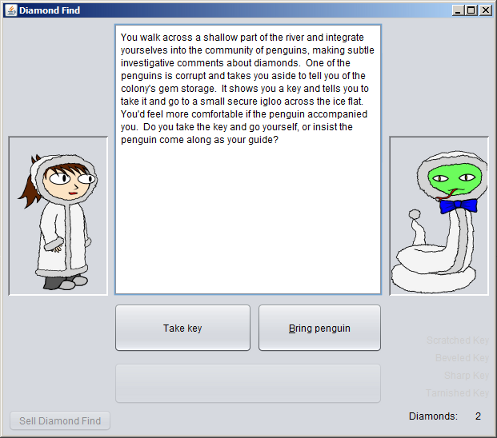 Diamond Find
You walk across a shallow part of the river and integrate
yourselves into the community of penguins, making subtle
investigative comments about diamonds.  One of the
penguins is corrupt and takes you aside to tell you of the
colony's gem storage.  It shows you a key and tells you to
take it and go to a small secure igloo across the ice flat.
You'd feel more comfortable if the penguin accompanied
you.  Do you take the key and go yourself, or insist the
penguin come along as your guide?
Take key
Bring penguin
Scratched Key
Beveled Key
Sharp Key
Tarnished Key
Diamonds: 2
Sell Diamond Find